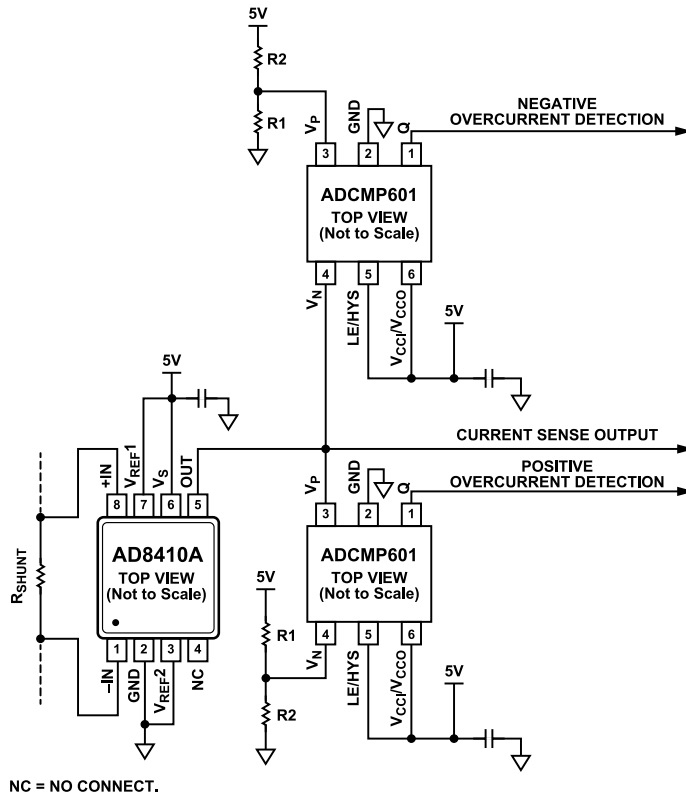 5V
R2
R1
VP
GND
Q
NEGATIVE
OVERCURRENT DETECTION
3
2
1
ADCMP601
TOP VIEW
(Not to Scale)
4
5
6
VN
LE/HYS
VCCI/VCCO
5V
5V
CURRENT SENSE OUTPUT
+IN
VREF1
VS
OUT
8
7
6
5
AD8410A
TOP VIEW
(Not to Scale)
1
2
3
4
–IN
GND
VREF2
NC
RSHUNT
VP
GND
Q
POSITIVE
OVERCURRENT DETECTION
3
2
1
ADCMP601
TOP VIEW
(Not to Scale)
4
5
6
VN
LE/HYS
VCCI/VCCO
5V
R1
R2
5V
NC = NO CONNECT.